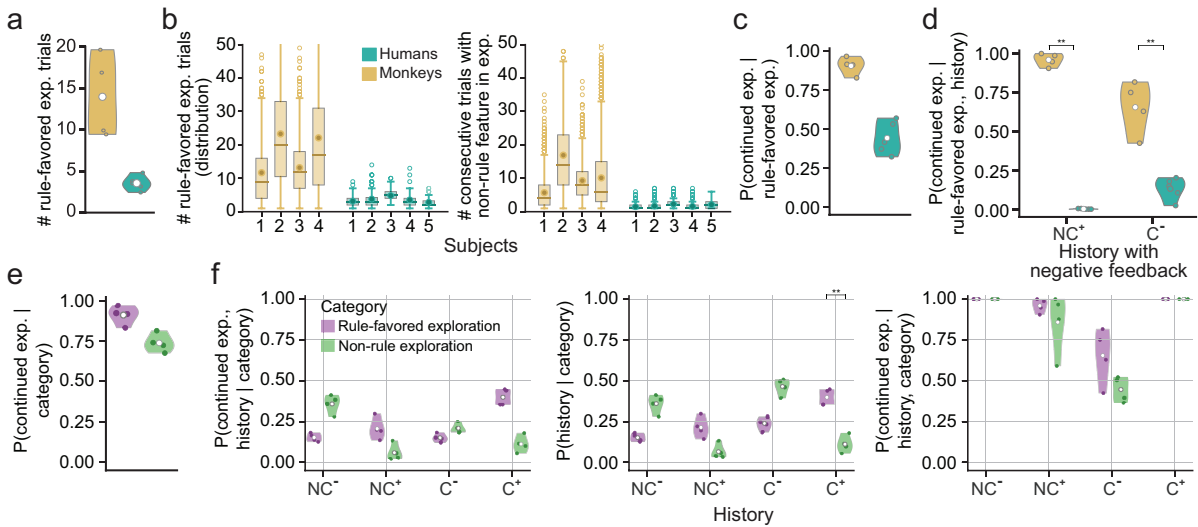 a
# rule-favored exp. trials
20
15
10
5
0
b
# rule-favored exp. trials
(distribution)
50
40
30
20
10
0
Humans
Monkeys
1 2 3 4 1 2 3 4 5
# consecutive trials with
non-rule feature in exp.
50
40
30
20
10
0
1 2 3 4 1 2 3 4 5
Subjects
c
P(continued exp. |
rule-favored exp.)
1.00
0.75
0.50
0.25
0.00
d
P(continued exp. |
rule-favored exp., history)
1.00
0.75
0.50
0.25
0.00
** **
NC+ C-
History with
negative feedback
e
P(continued exp. |
category)
1.00
0.75
0.50
0.25
0.00
f
P(continued exp.,
history | category)
1.00
0.75
0.50
0.25
0.00
Category
Rule-favored exploration
Non-rule exploration
NC- NC+ C- C+
P(history | category)
1.00
0.75
0.50
0.25
0.00
**
NC- NC+ C- C+
History
P(continued exp. |
history, category)
1.00
0.75
0.50
0.25
0.00
NC- NC+ C- C+